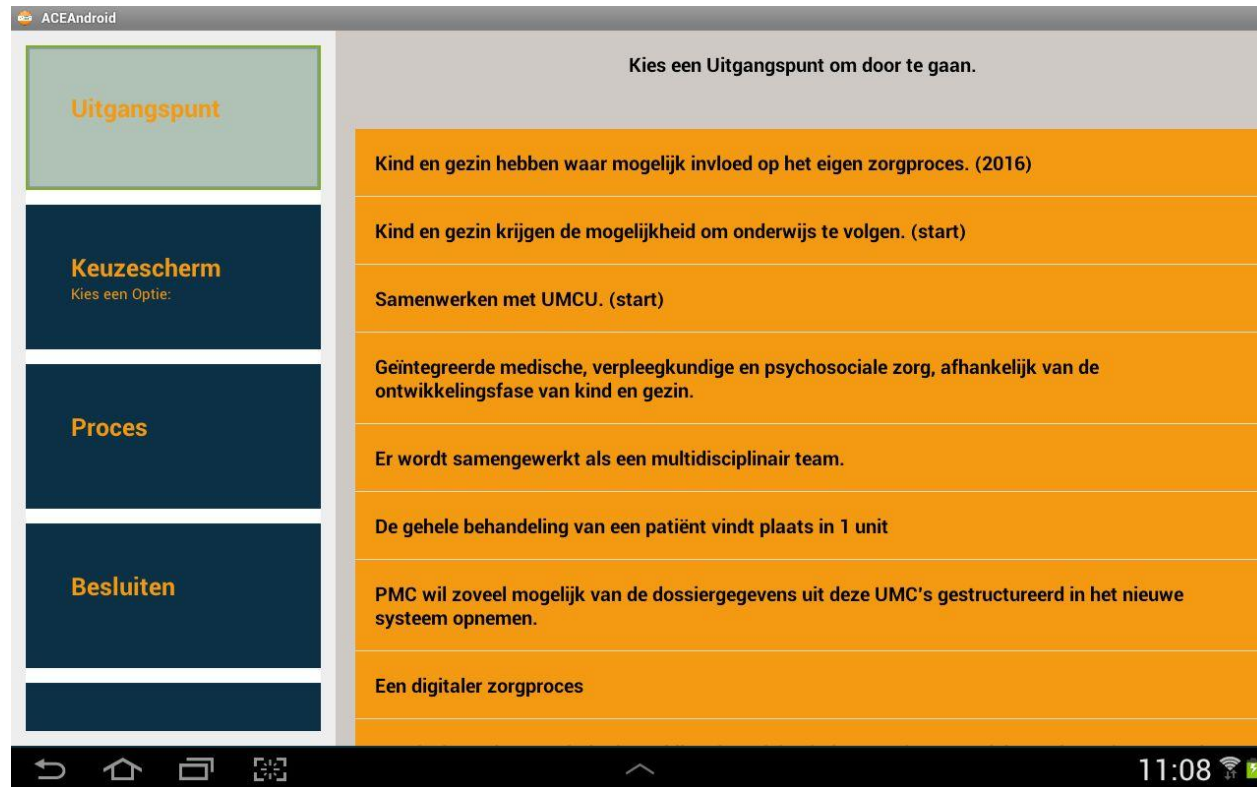 ACEAndroid
Uitgangspunt
Keuzescherm
Kies een Optie:
Proces
Besluiten
Kies een Uitgangspunt om door te gaan.
Kind en gezin hebben waar mogelijk invloed op het eigen zorgproces. (2016)
Kind en gezin krijgen de mogelijkheid om onderwijs te volgen. (start)
Samenwerken met UMCU. (start)
Geïntegreerde medische, verpleegkundige en psychosociale zorg, afhankelijk van de
ontwikkelingsfase van kind en gezin.
Er wordt samengewerkt als een multidisciplinair team.
De gehele behandeling van een patiënt vindt plaats in 1 unit
PMC wil zoveel mogelijk van de dossiergegevens uit deze UMC's gestructureerd in het nieuwe
systeem opnemen.
Een digitaler zorgproces
11:08